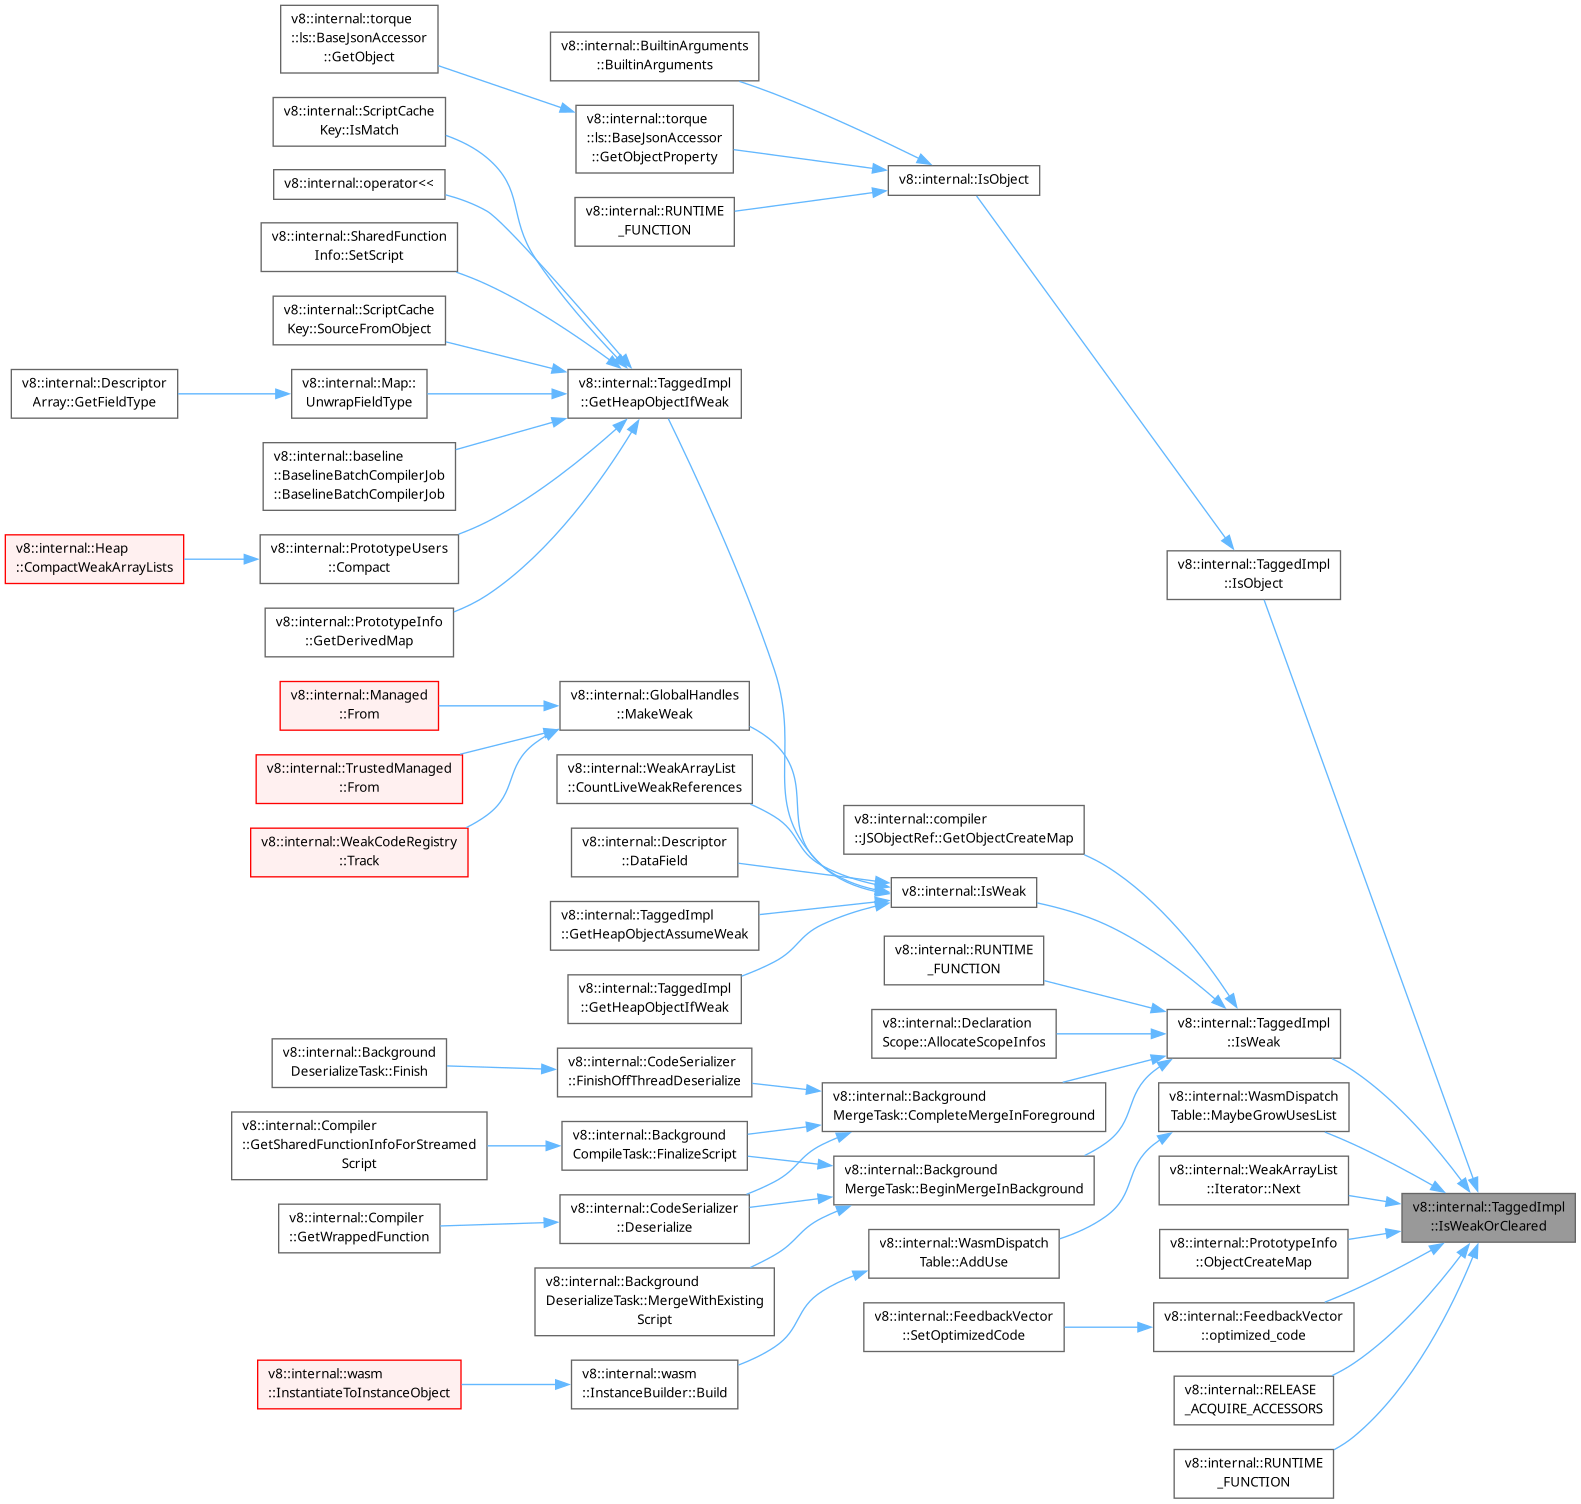 v8::internal::torque
::ls::BaseJsonAccessor
::GetObject
v8::internal::ScriptCache
Key::IsMatch
v8::internal::operator<<
v8::internal::SharedFunction
Info::SetScript
v8::internal::ScriptCache
Key::SourceFromObject
v8::internal::Descriptor
Array::GetFieldType
v8::internal::Map::
UnwrapFieldType
v8::internal::baseline
::BaselineBatchCompilerJob
::BaselineBatchCompilerJob
v8::internal::Heap
::CompactWeakArrayLists
v8::internal::PrototypeUsers
::Compact
v8::internal::PrototypeInfo
::GetDerivedMap
v8::internal::Managed
::From
v8::internal::TrustedManaged
::From
v8::internal::WeakCodeRegistry
::Track
v8::internal::Background
DeserializeTask::Finish
v8::internal::Compiler
::GetSharedFunctionInfoForStreamed
Script
v8::internal::Compiler
::GetWrappedFunction
v8::internal::wasm
::InstantiateToInstanceObject
v8::internal::BuiltinArguments
::BuiltinArguments
v8::internal::torque
::ls::BaseJsonAccessor
::GetObjectProperty
v8::internal::RUNTIME
_FUNCTION
v8::internal::TaggedImpl
::GetHeapObjectIfWeak
v8::internal::GlobalHandles
::MakeWeak
v8::internal::WeakArrayList
::CountLiveWeakReferences
v8::internal::Descriptor
::DataField
v8::internal::TaggedImpl
::GetHeapObjectAssumeWeak
v8::internal::TaggedImpl
::GetHeapObjectIfWeak
v8::internal::CodeSerializer
::FinishOffThreadDeserialize
v8::internal::Background
CompileTask::FinalizeScript
v8::internal::CodeSerializer
::Deserialize
v8::internal::Background
DeserializeTask::MergeWithExisting
Script
v8::internal::wasm
::InstanceBuilder::Build
v8::internal::IsObject
v8::internal::compiler
::JSObjectRef::GetObjectCreateMap
v8::internal::IsWeak
v8::internal::RUNTIME
_FUNCTION
v8::internal::Declaration
Scope::AllocateScopeInfos
v8::internal::Background
MergeTask::CompleteMergeInForeground
v8::internal::Background
MergeTask::BeginMergeInBackground
v8::internal::WasmDispatch
Table::AddUse
v8::internal::FeedbackVector
::SetOptimizedCode
v8::internal::TaggedImpl
::IsObject
v8::internal::TaggedImpl
::IsWeak
v8::internal::WasmDispatch
Table::MaybeGrowUsesList
v8::internal::WeakArrayList
::Iterator::Next
v8::internal::PrototypeInfo
::ObjectCreateMap
v8::internal::FeedbackVector
::optimized_code
v8::internal::RELEASE
_ACQUIRE_ACCESSORS
v8::internal::RUNTIME
_FUNCTION
v8::internal::TaggedImpl
::IsWeakOrCleared